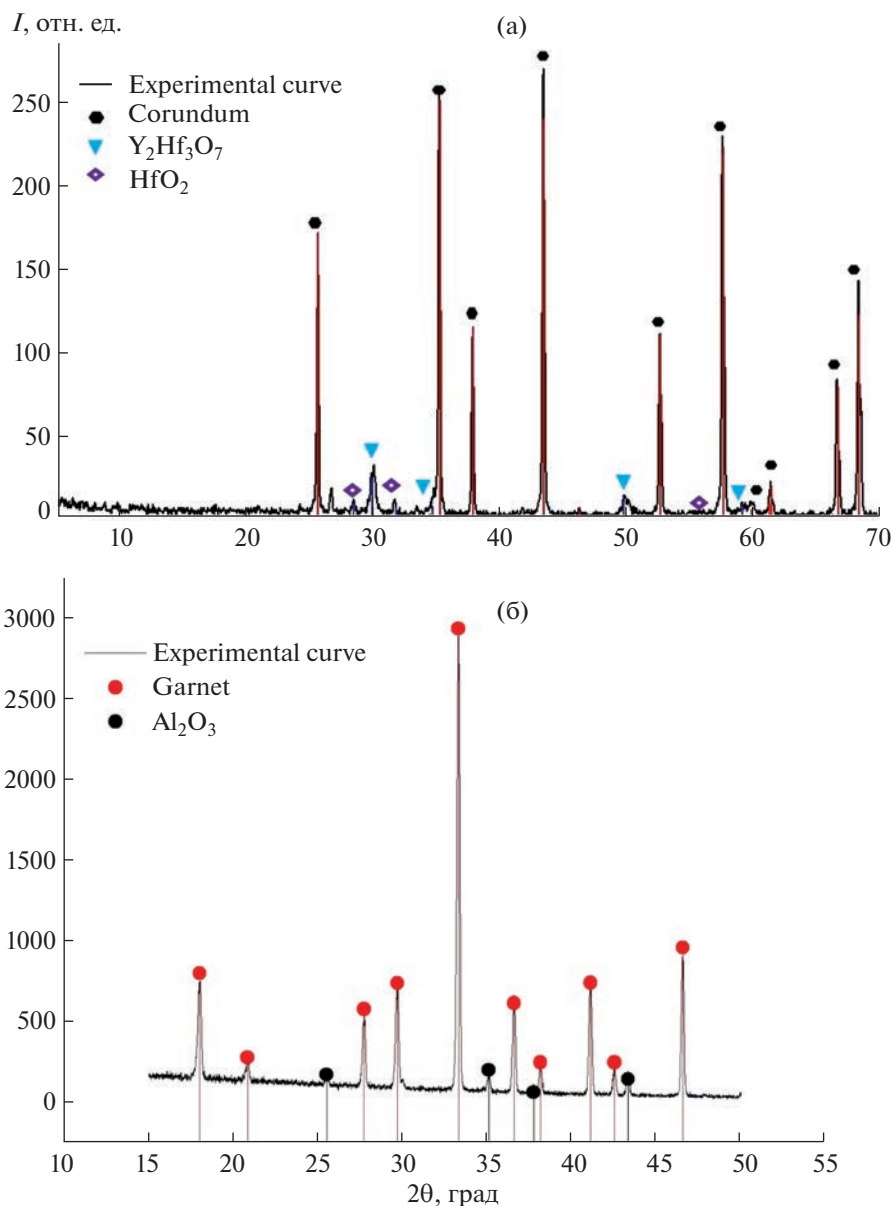 I, отн. ед.
(а)
Experimental curve
Corundum
Y₂Hf₃O₇
HfO₂
250
200
150
100
50
0
10 20 30 40 50 60 70
(б)
Experimental curve
Garnet
Al₂O₃
3000
2500
2000
1500
1000
500
0
10 15 20 25 30 35 40 45 50 55
2θ, град